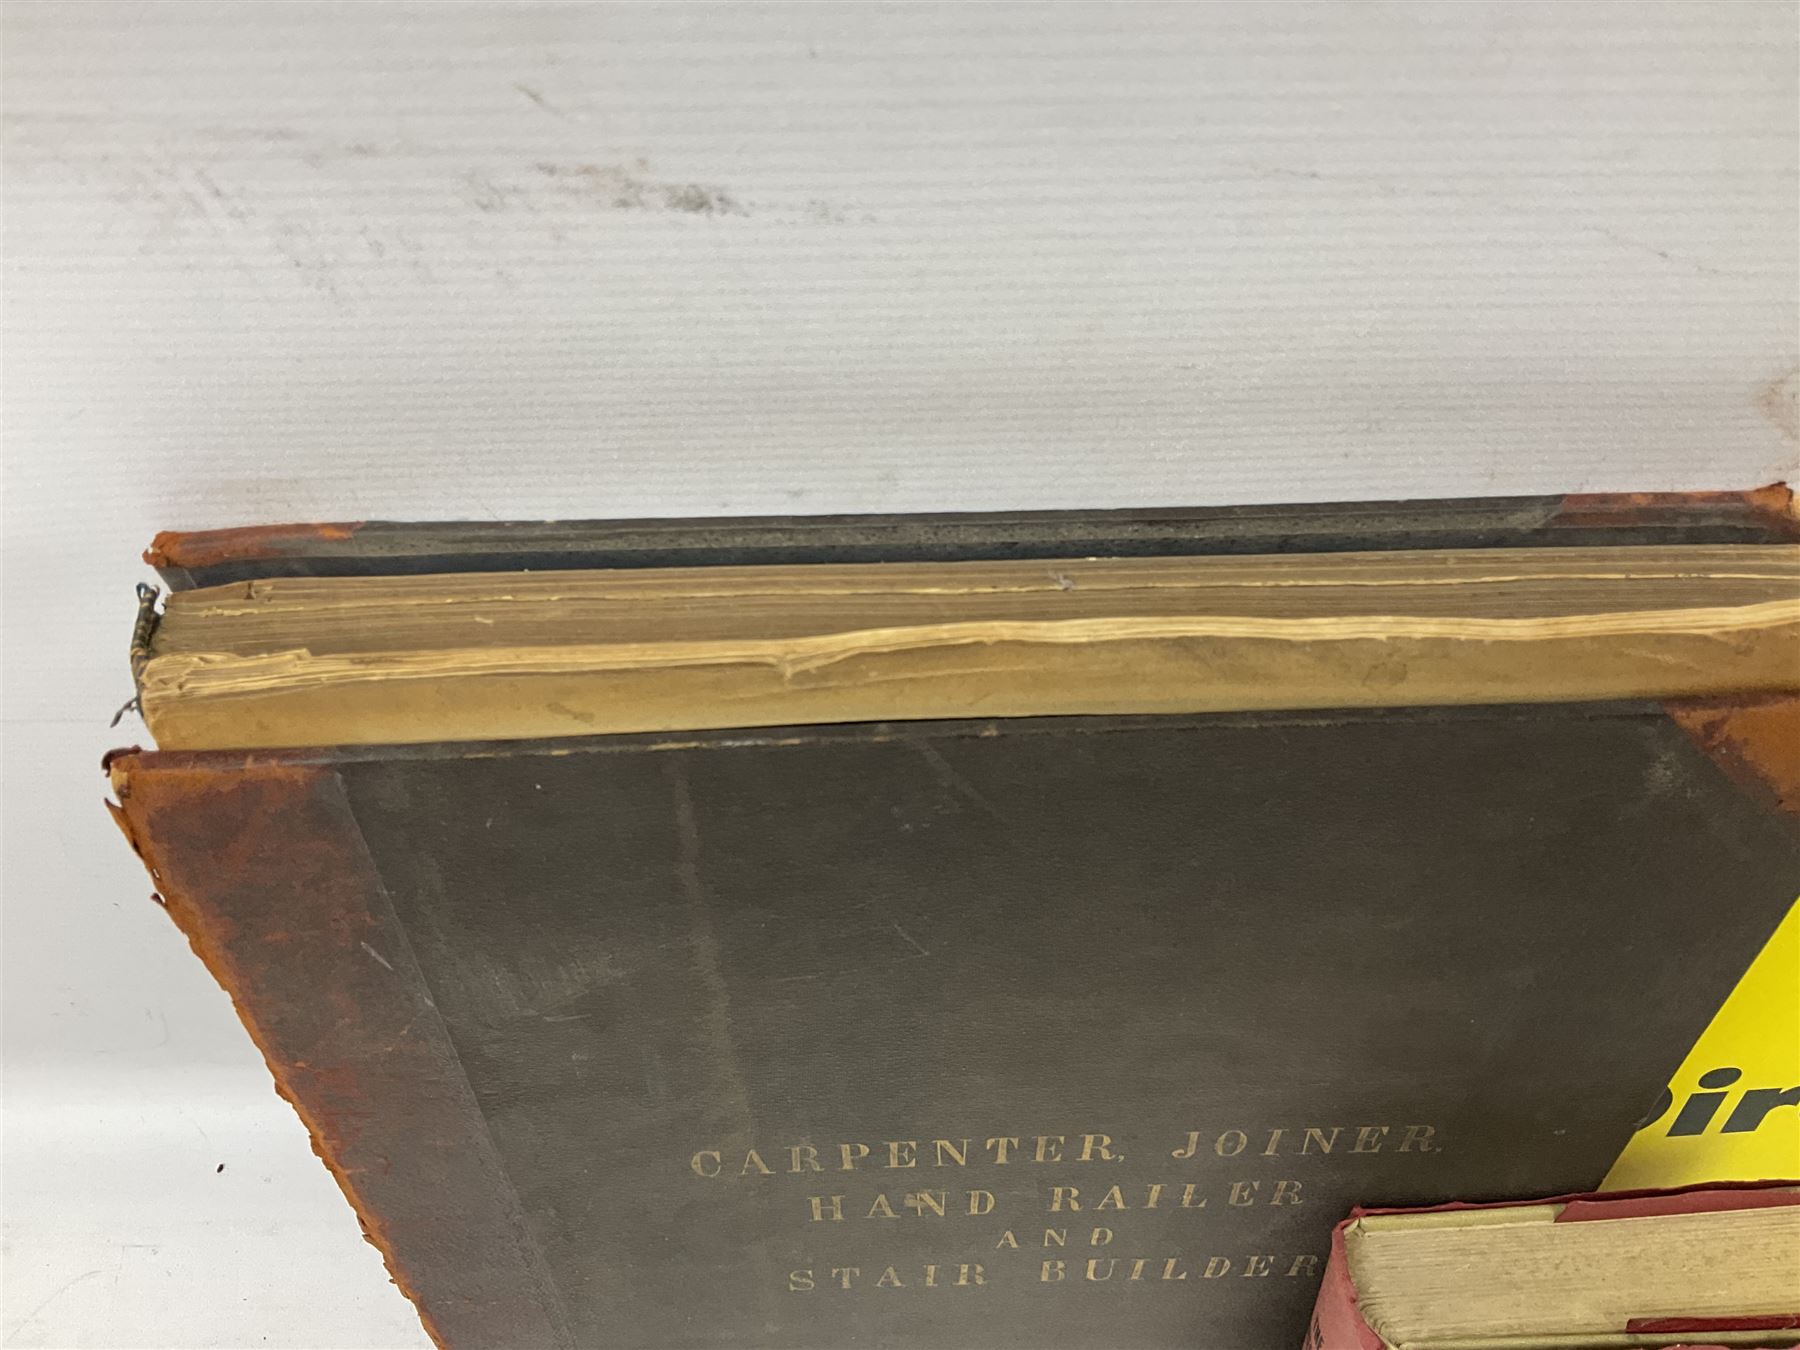 CARPENTER, JOINER,
HAND RAILER
AND
STAIR BUILDER